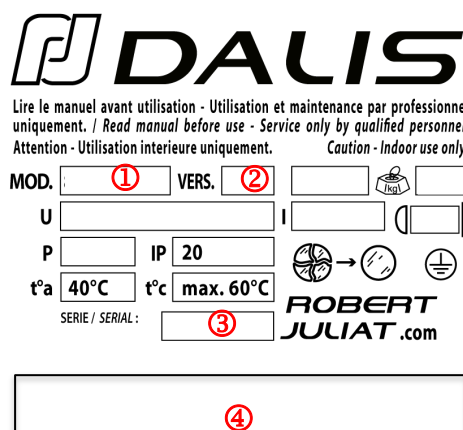 DALIS
Lire le manuel avant utilisation - Utilisation et maintenance par professionne
uniquement. / Read manual before use - Service only by qualified personnel
Attention - Utilisation interieure uniquement. Caution - Indoor use only
MOD. ① VERS. ② kg
U I
P IP 20
t°a 40°C t°c max. 60°C
SERIE / SERIAL : ③
ROBERT
JULIAT .com
④